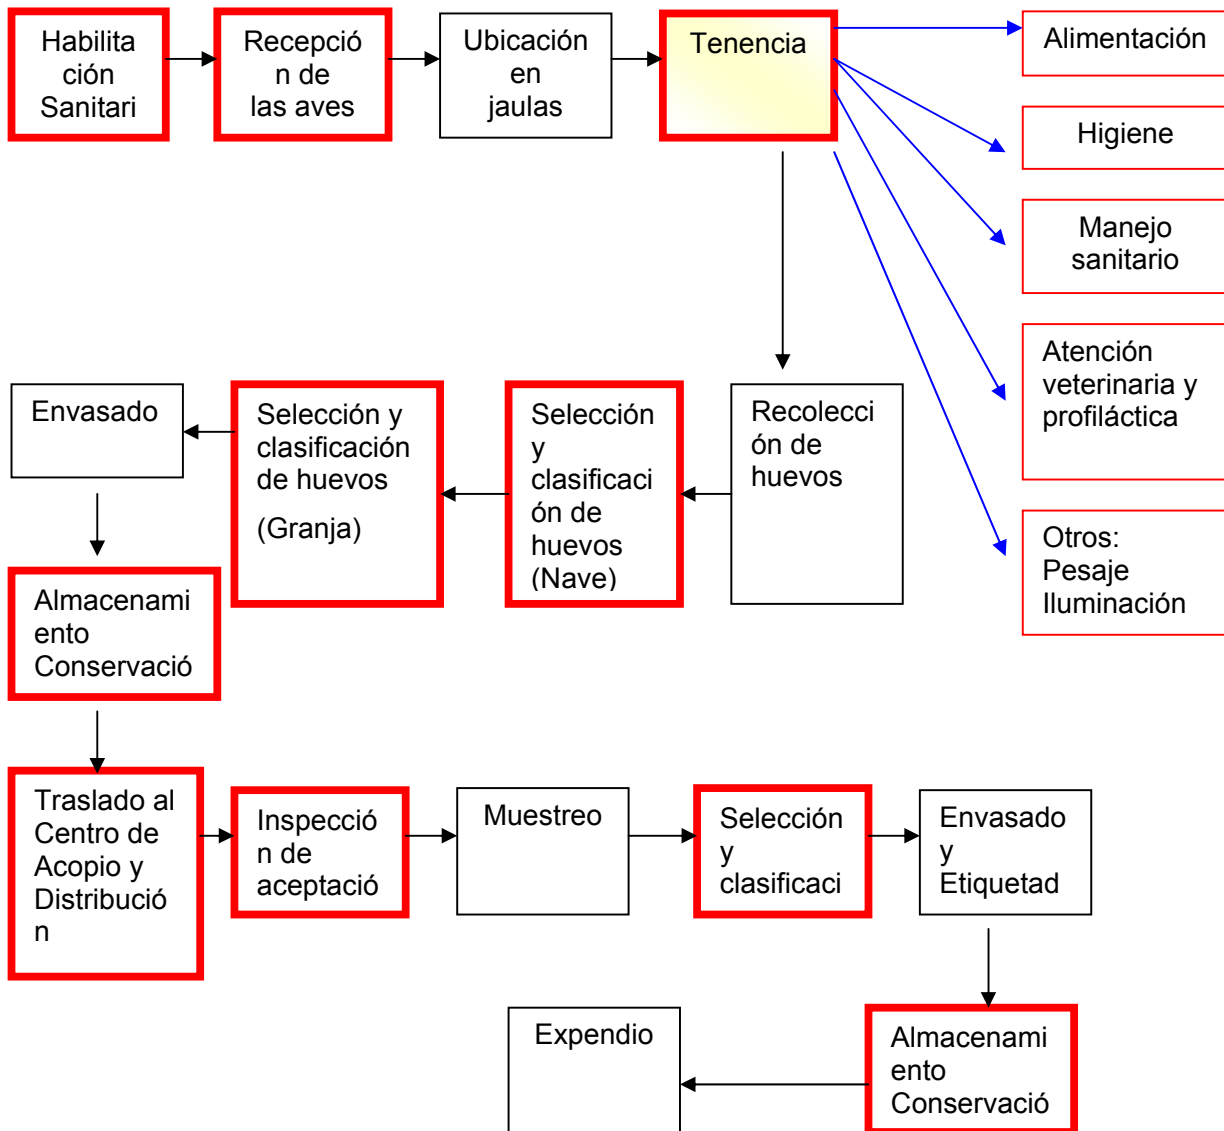 Habilita
ción
Sanitari
Recepció
n de
las aves
Ubicación
en
jaulas
Tenencia
Alimentación
Higiene
Manejo
sanitario
Atención
veterinaria y
profiláctica
Otros:
Pesaje
Iluminación
Recolecci
ón de
huevos
Selección
y
clasificaci
ón de
huevos
(Nave)
Selección y
clasificación
de huevos
(Granja)
Envasado
Almacenami
ento
Conservació
Traslado al
Centro de
Acopio y
Distribució
n
Inspecció
n de
aceptació
Muestreo
Selección
y
clasificaci
Envasado
y
Etiquetad
Almacenami
ento
Conservació
Expendio